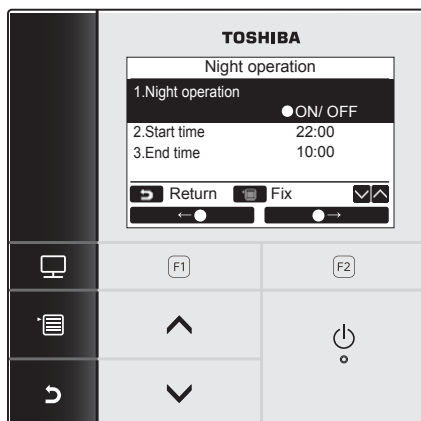 TOSHIBA
Night operation
1.Night operation
●ON/ OFF
2.Start time 22:00
3.End time 10:00
Return Fix
←● ●→
F1 F2